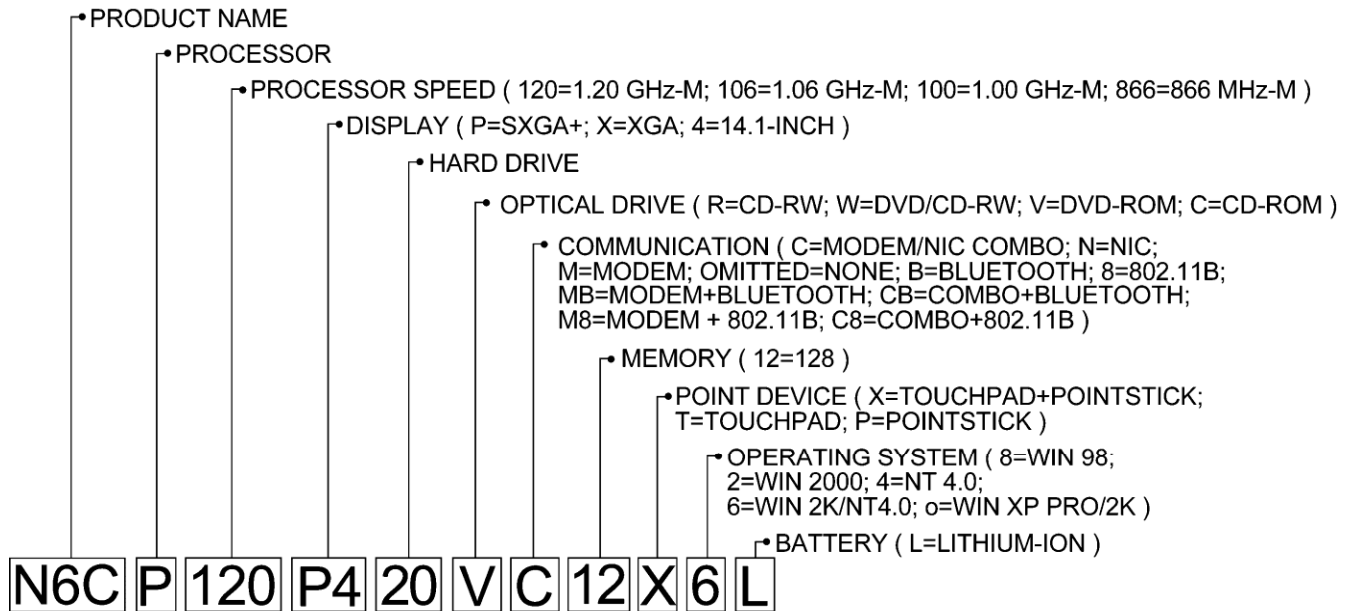 PRODUCT NAME
PROCESSOR
PROCESSOR SPEED ( 120=1.20 GHz-M; 106=1.06 GHz-M; 100=1.00 GHz-M; 866=866 MHz-M )
DISPLAY ( P=SXGA+; X=XGA; 4=14.1-INCH )
HARD DRIVE
OPTICAL DRIVE ( R=CD-RW; W=DVD/CD-RW; V=DVD-ROM; C=CD-ROM )
COMMUNICATION ( C=MODEM/NIC COMBO; N=NIC;
M=MODEM; OMITTED=NONE; B=BLUETOOTH; 8=802.11B;
MB=MODEM+BLUETOOTH; CB=COMBO+BLUETOOTH;
M8=MODEM + 802.11B; C8=COMBO+802.11B )
MEMORY ( 12=128 )
POINT DEVICE ( X=TOUCHPAD+POINTSTICK;
T=TOUCHPAD; P=POINTSTICK )
OPERATING SYSTEM ( 8=WIN 98;
2=WIN 2000; 4=NT 4.0;
6=WIN 2K/NT4.0; o=WIN XP PRO/2K )
BATTERY ( L=LITHIUM-ION )
N6C P 120 P4 20 V C 12 X 6 L